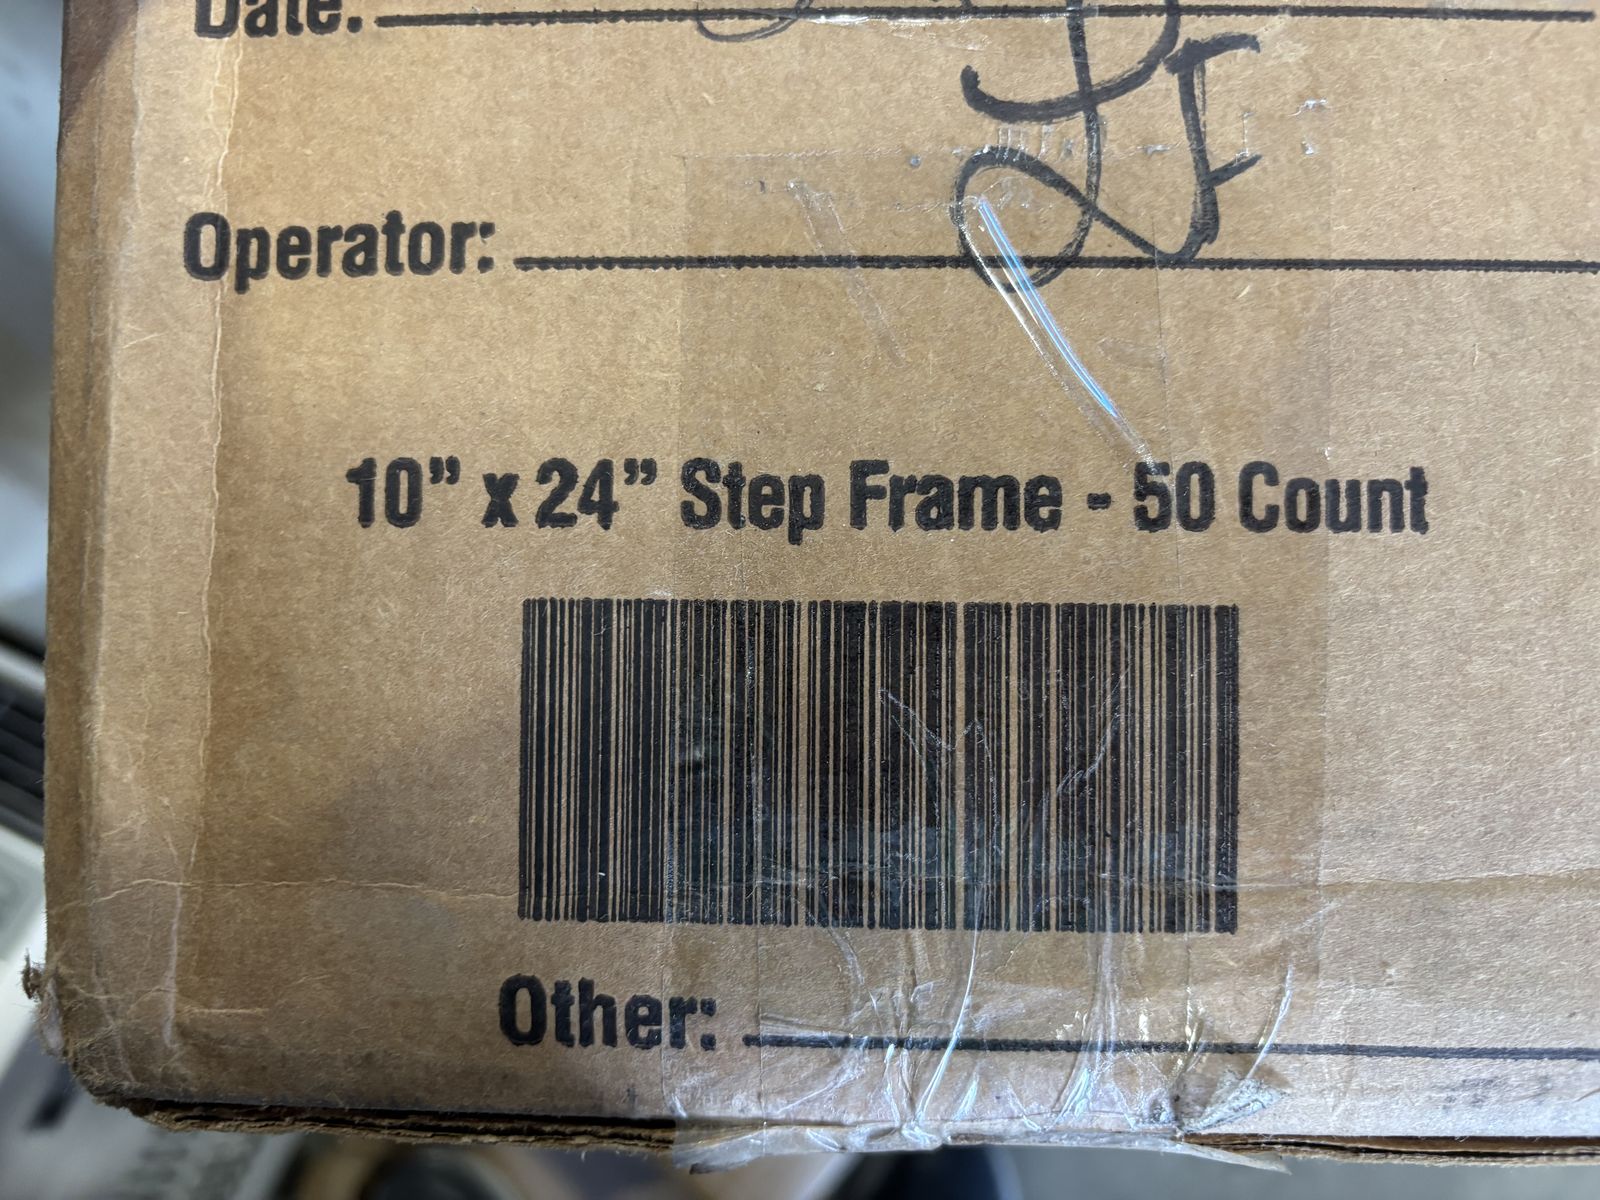 Date:
Operator:
10” x 24” Step Frame - 50 Count
Other: